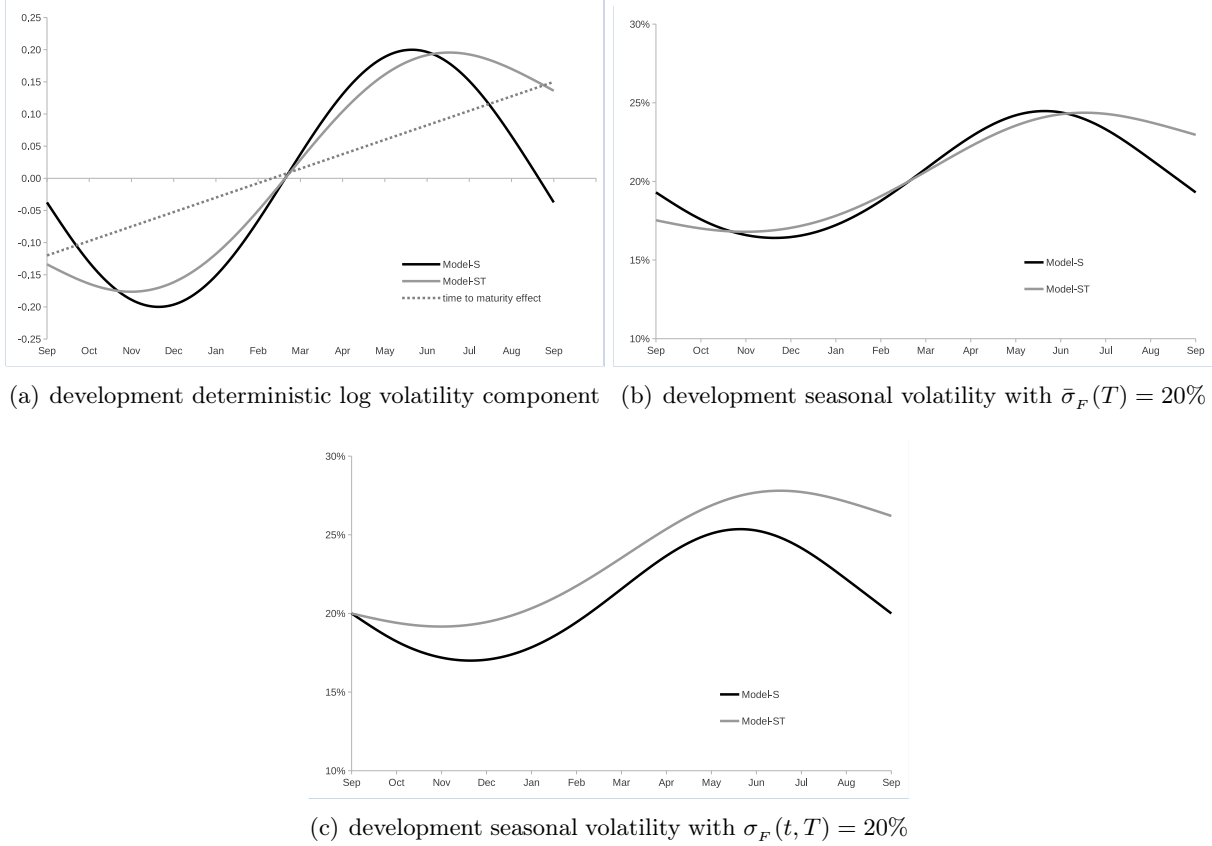 0,25
0,20
0,15
0,10
0,05
0,00
-0,05
-0,10
-0,15
-0,20
-0,25
Sep Oct Nov Dec Jan Feb Mar Apr May Jun Jul Aug Sep
Model-S
Model-ST
time to maturity effect
(a) development deterministic log volatility component
30%
25%
20%
15%
10%
Sep Oct Nov Dec Jan Feb Mar Apr May Jun Jul Aug Sep
Model-S
Model-ST
(b) development seasonal volatility with σ̄_F(T) = 20%
30%
25%
20%
15%
10%
Sep Oct Nov Dec Jan Feb Mar Apr May Jun Jul Aug Sep
Model-S
Model-ST
(c) development seasonal volatility with σ_F(t, T) = 20%